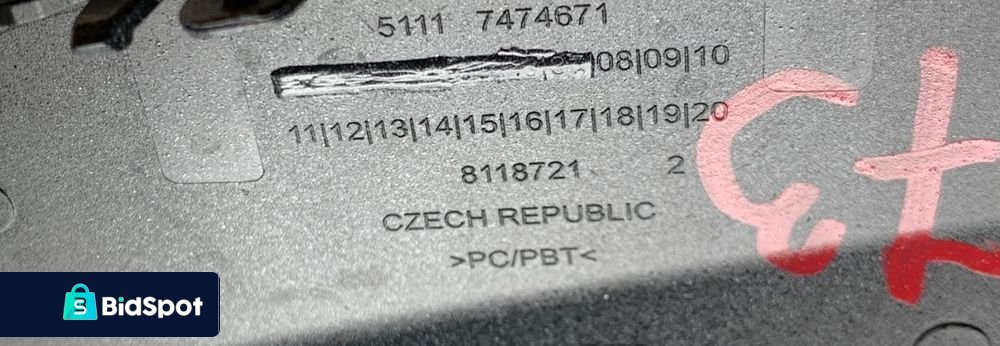 5111 7474671
|08|09|10
11|12|13|14|15|16|17|18|19|20
8118721 2
CZECH REPUBLIC
>PC/PBT<
BidSpot